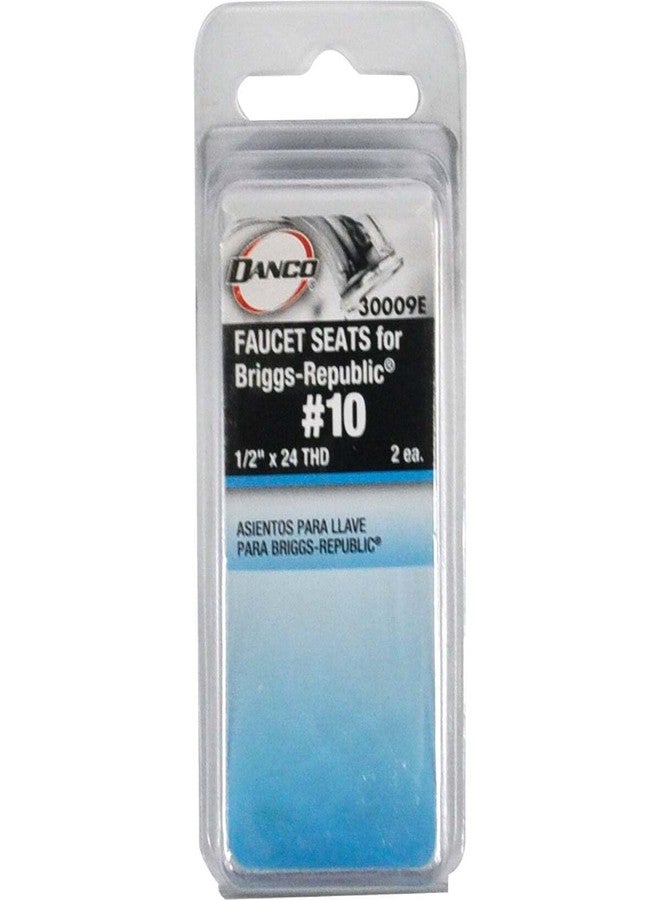 DANCO®
30009E
FAUCET SEATS for
Briggs-Republic®
#10
1/2" x 24 THD 2 ea.
ASIENTOS PARA LLAVE
PARA BRIGGS-REPUBLIC®